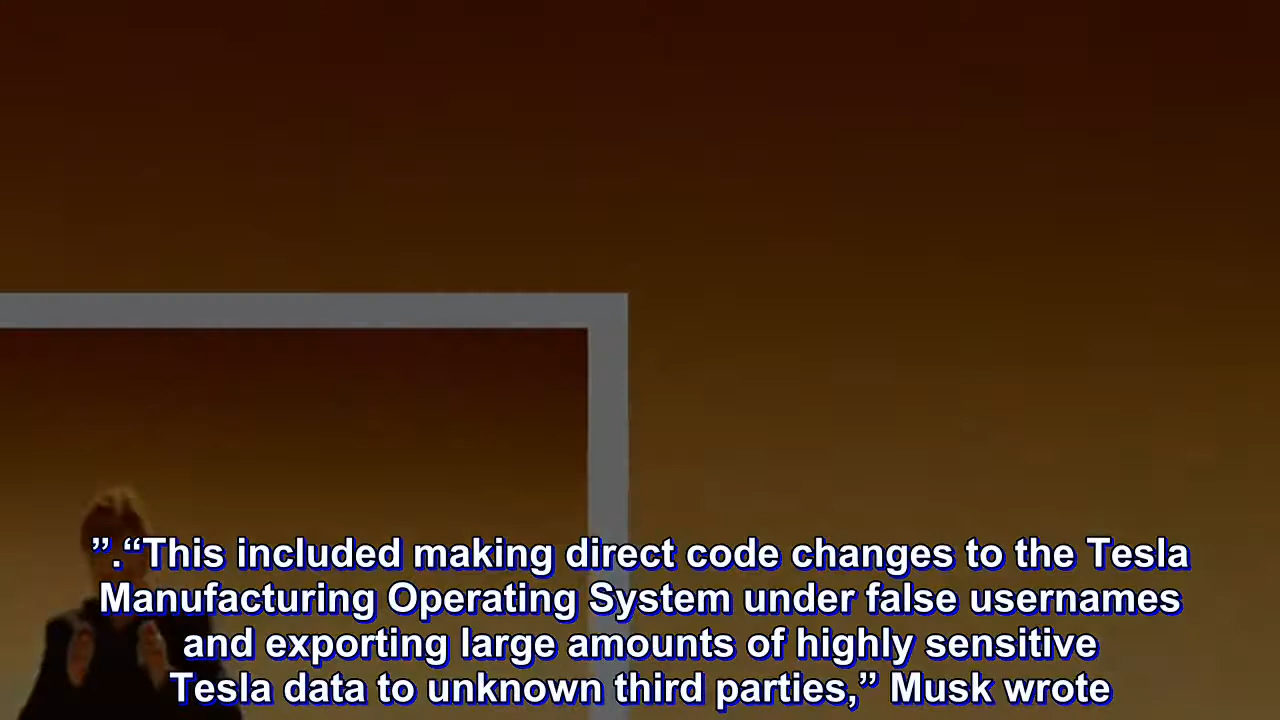 ”.“This included making direct code changes to the Tesla
Manufacturing Operating System under false usernames
and exporting large amounts of highly sensitive
Tesla data to unknown third parties,” Musk wrote